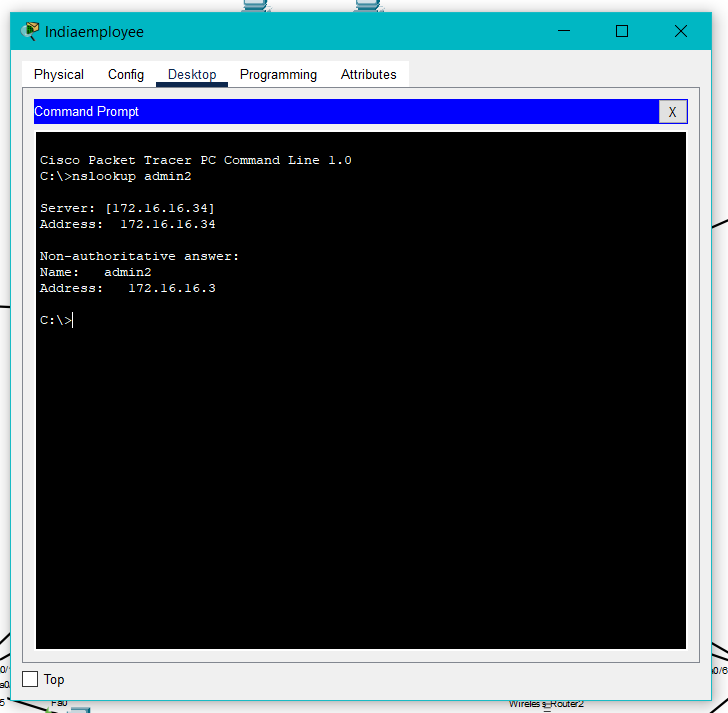 Indiaemployee
Physical Config Desktop Programming Attributes
Command Prompt X
Cisco Packet Tracer PC Command Line 1.0
C:\>nslookup admin2
Server: [172.16.16.34]
Address:  172.16.16.34
Non-authoritative answer:
Name:   admin2
Address:   172.16.16.3
C:\>
Top
Fa0
Wireless_Router2